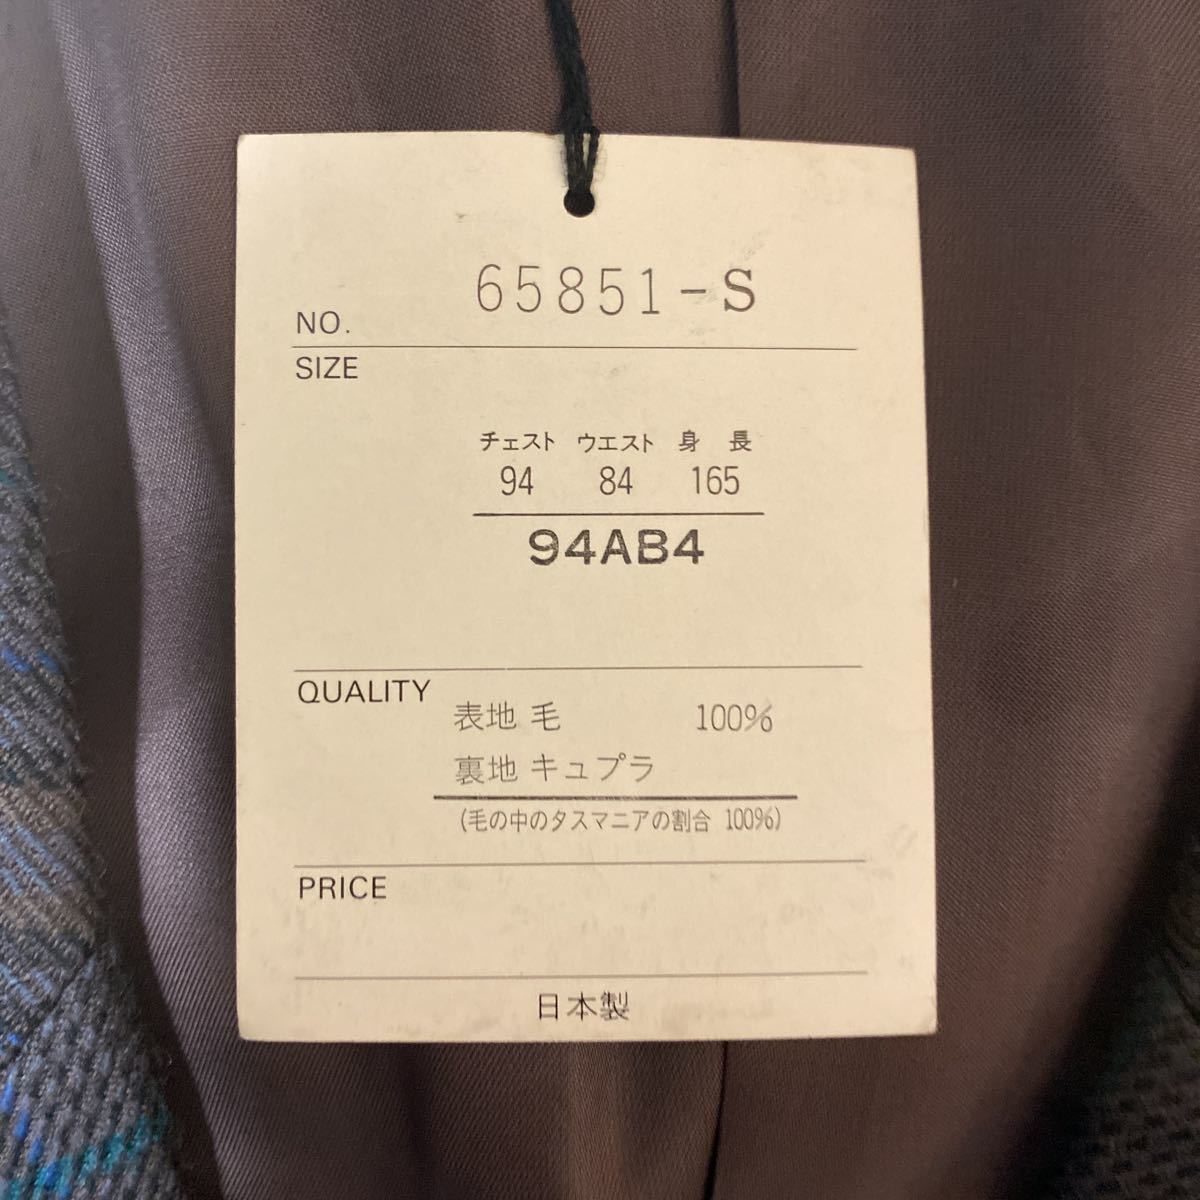 65851-S
NO.
SIZE
チェスト ウエスト 身 長
94 84 165
94AB4
QUALITY
表地 毛 100%
裏地 キュプラ
(毛の中のタスマニアの割合 100%)
PRICE
日本製